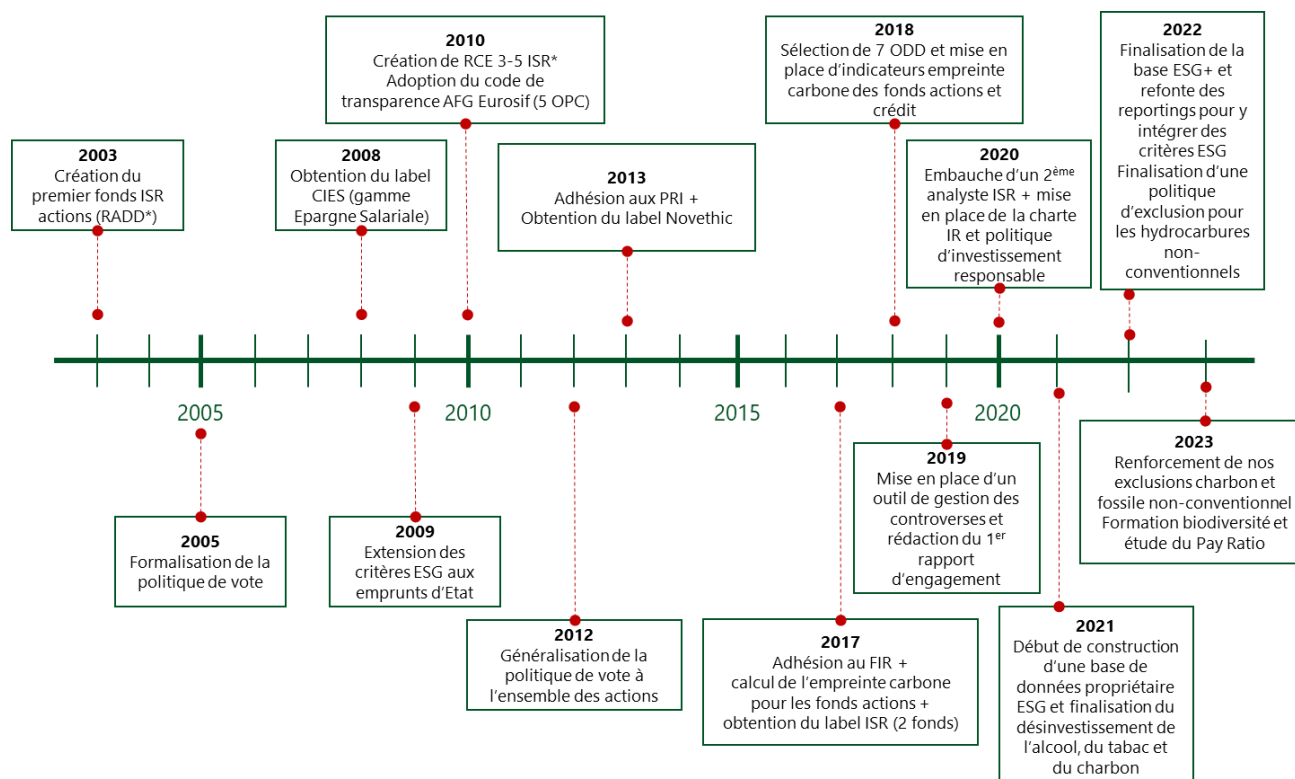 2003
Création du
premier fonds ISR
actions (RADD*)
2008
Obtention du label
CIES (gamme
Epargne Salariale)
2010
Création de RCE 3-5 ISR*
Adoption du code de
transparence AFG Eurosif (5 OPC)
2013
Adhésion aux PRI +
Obtention du label Novethic
2018
Sélection de 7 ODD et mise en
place d’indicateurs empreinte
carbone des fonds actions et
crédit
2020
Embauche d’un 2ème
analyste ISR + mise
en place de la charte
IR et politique
d’investissement
responsable
2022
Finalisation de la
base ESG+ et
refonte des
reportings pour y
intégrer des
critères ESG
Finalisation d’une
politique
d’exclusion pour
les hydrocarbures
non-
conventionnels
2005
2010
2015
2020
2005
Formalisation de la
politique de vote
2009
Extension des
critères ESG aux
emprunts d’Etat
2012
Généralisation de la
politique de vote à
l’ensemble des actions
2017
Adhésion au FIR +
calcul de l’empreinte carbone
pour les fonds actions +
obtention du label ISR (2 fonds)
2019
Mise en place d’un
outil de gestion des
controverses et
rédaction du 1er
rapport
d’engagement
2021
Début de construction
d’une base de
données propriétaire
ESG et finalisation du
désinvestissement de
l’alcool, du tabac et
du charbon
2023
Renforcement de nos
exclusions charbon et
fossile non-conventionnel
Formation biodiversité et
étude du Pay Ratio